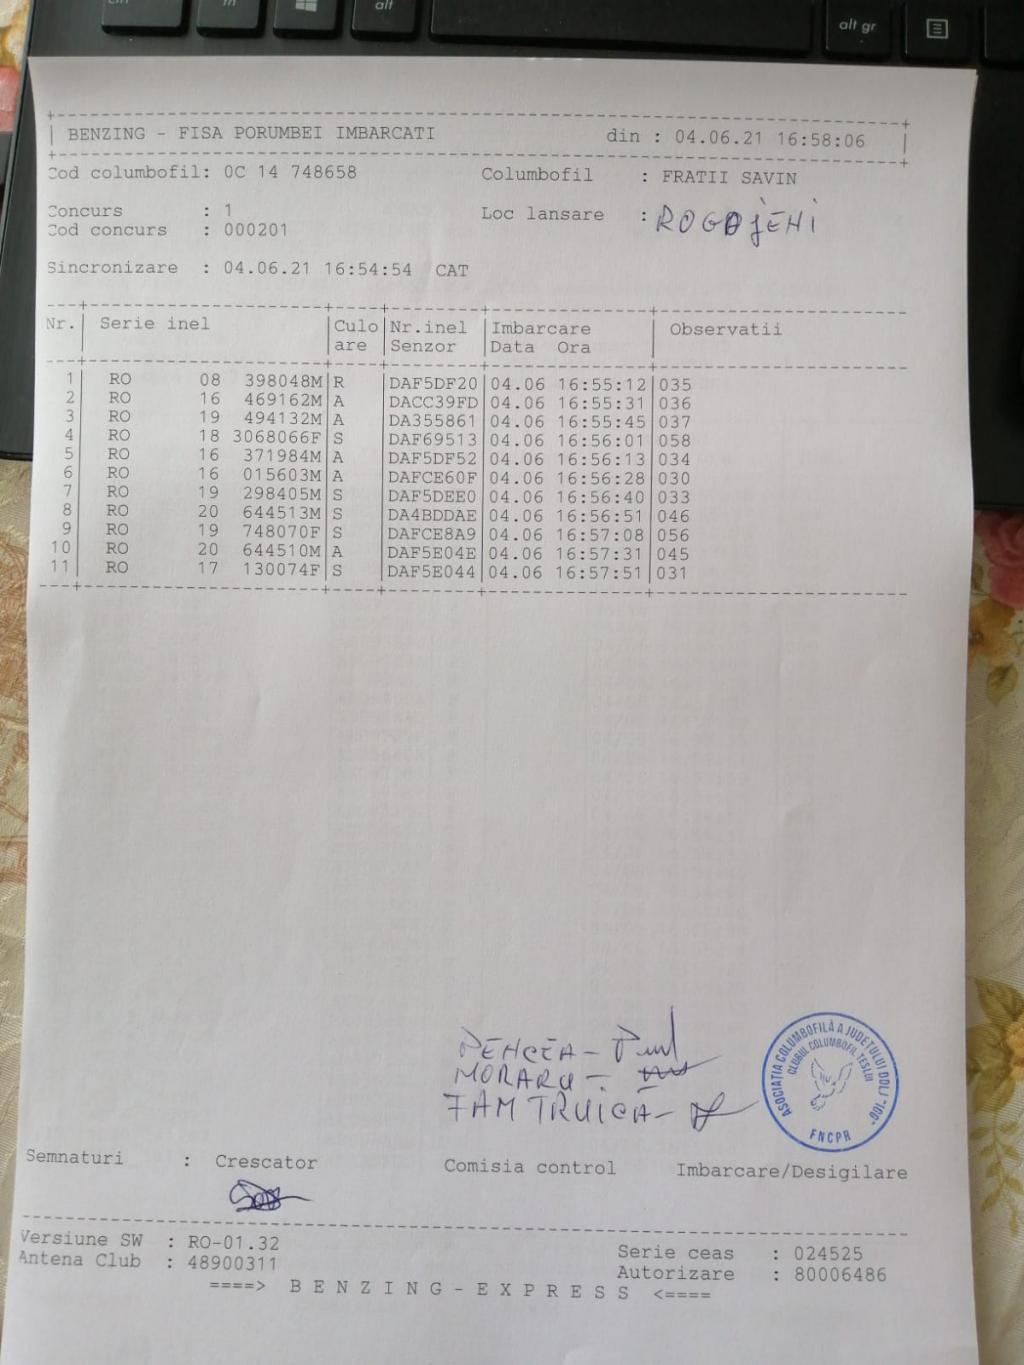 ctrl
fn
alt
alt gr
BENZING - FISA PORUMBEI IMBARCATI din : 04.06.21 16:58:06
Cod columbofil: 0C 14 748658 Columbofil : FRATII SAVIN
Concurs : 1 Loc lansare : ROGOJENI
Cod concurs : 000201
Sincronizare : 04.06.21 16:54:54 CAT
Nr. Serie inel Culo Nr.inel Imbarcare Observatii
are Senzor Data Ora
1 RO 08 398048M R DAF5DF20 04.06 16:55:12 035
2 RO 16 469162M A DACC39FD 04.06 16:55:31 036
3 RO 19 494132M A DA355861 04.06 16:55:45 037
4 RO 18 3068066F S DAF69513 04.06 16:56:01 058
5 RO 16 371984M A DAF5DF52 04.06 16:56:13 034
6 RO 16 015603M A DAFCE60F 04.06 16:56:28 030
7 RO 19 298405M S DAF5DEE0 04.06 16:56:40 033
8 RO 20 644513M S DA4BDDAE 04.06 16:56:51 046
9 RO 19 748070F S DAFCE8A9 04.06 16:57:08 056
10 RO 20 644510M A DAF5E04E 04.06 16:57:31 045
11 RO 17 130074F S DAF5E044 04.06 16:57:51 031
PENCEA -
MORARU -
FAM TRUICĂ -
ASOCIATIA COLUMBOFILĂ A JUDETULUI DOLJ "100"
CLUBUL COLUMBOFIL TESLUI
FNCPR
Semnaturi : Crescator Comisia control Imbarcare/Desigilare
Versiune SW : RO-01.32 Serie ceas : 024525
Antena Club : 48900311 Autorizare : 80006486
====> B E N Z I N G - E X P R E S S <====